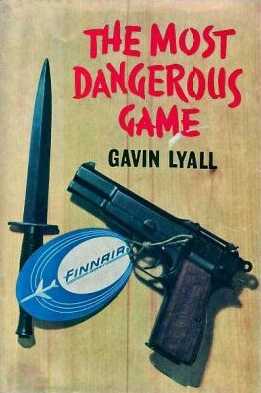 THE MOST
DANGEROUS
GAME
GAVIN LYALL
FINNAIR